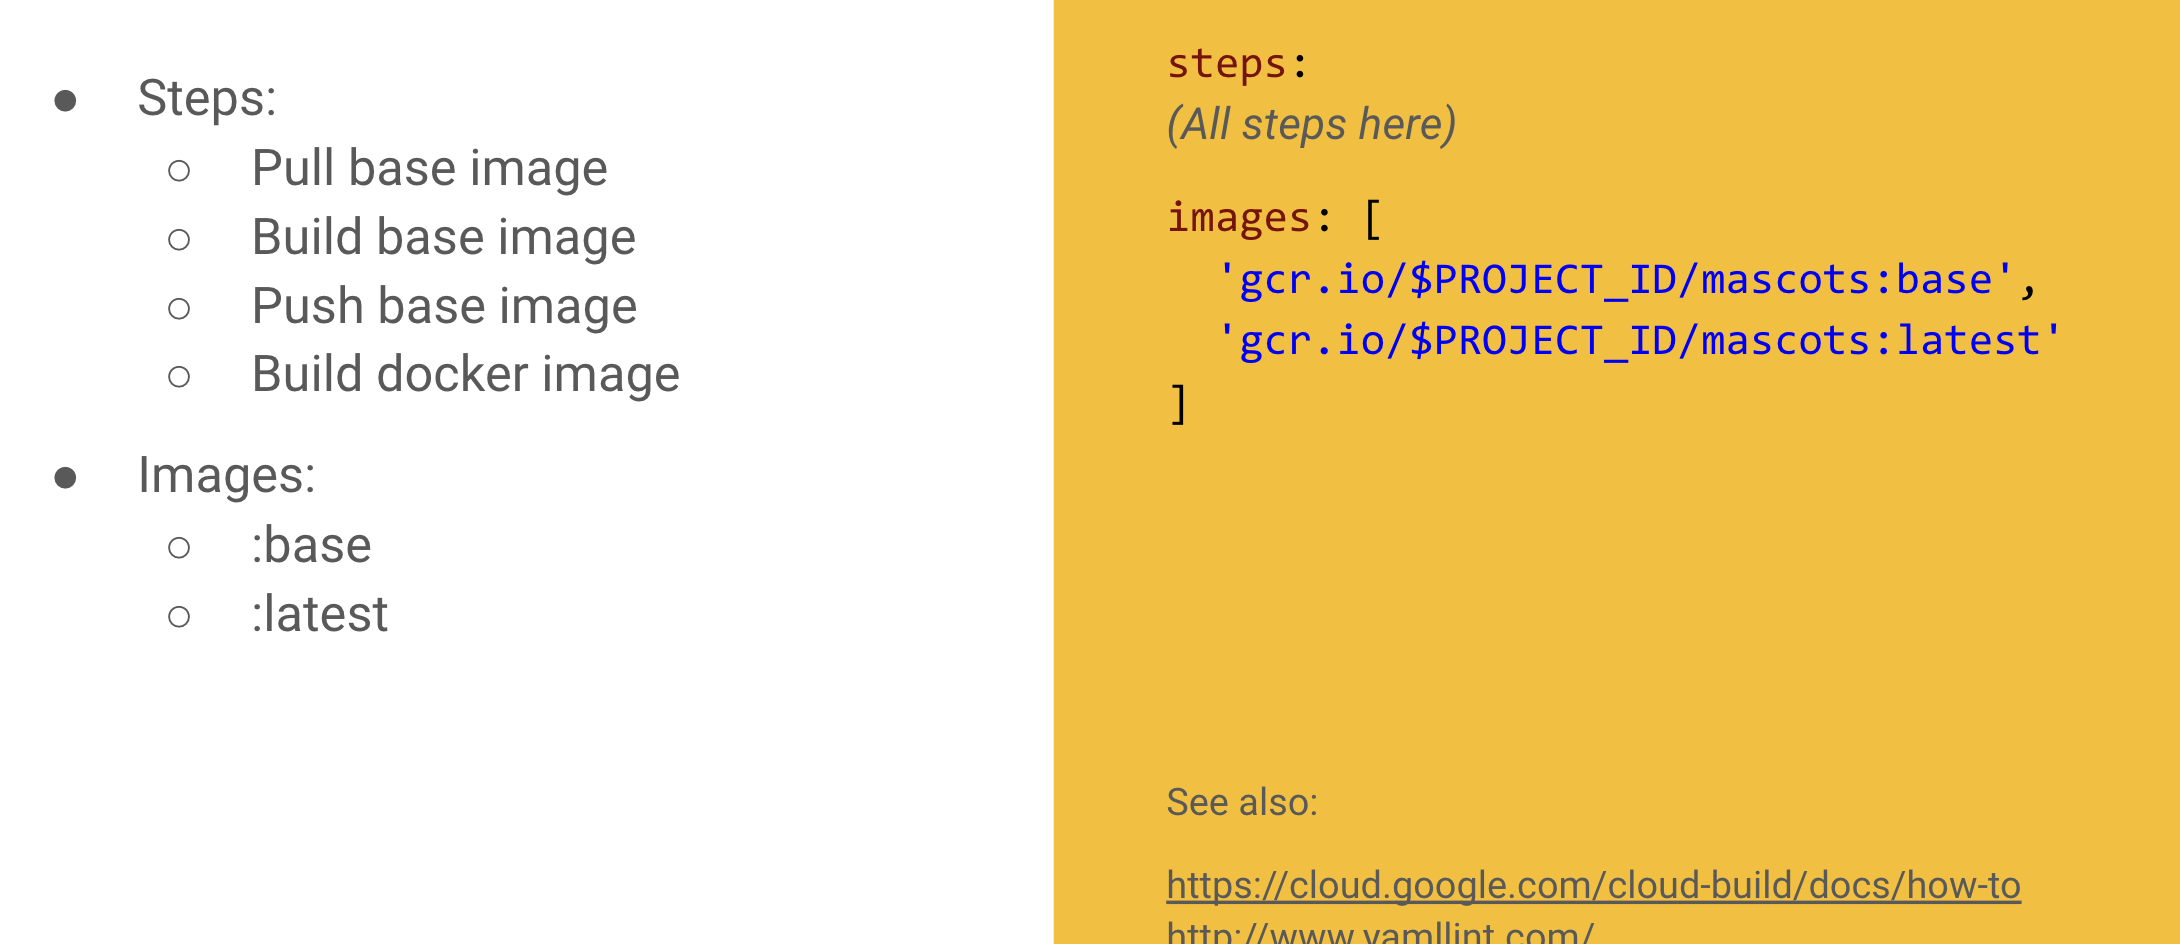 ● Steps:
○ Pull base image
○ Build base image
○ Push base image
○ Build docker image
● Images:
○ :base
○ :latest
steps:
(All steps here)
images: [
'gcr.io/$PROJECT_ID/mascots:base',
'gcr.io/$PROJECT_ID/mascots:latest'
]
See also:
https://cloud.google.com/cloud-build/docs/how-to
http://www.yamllint.com/